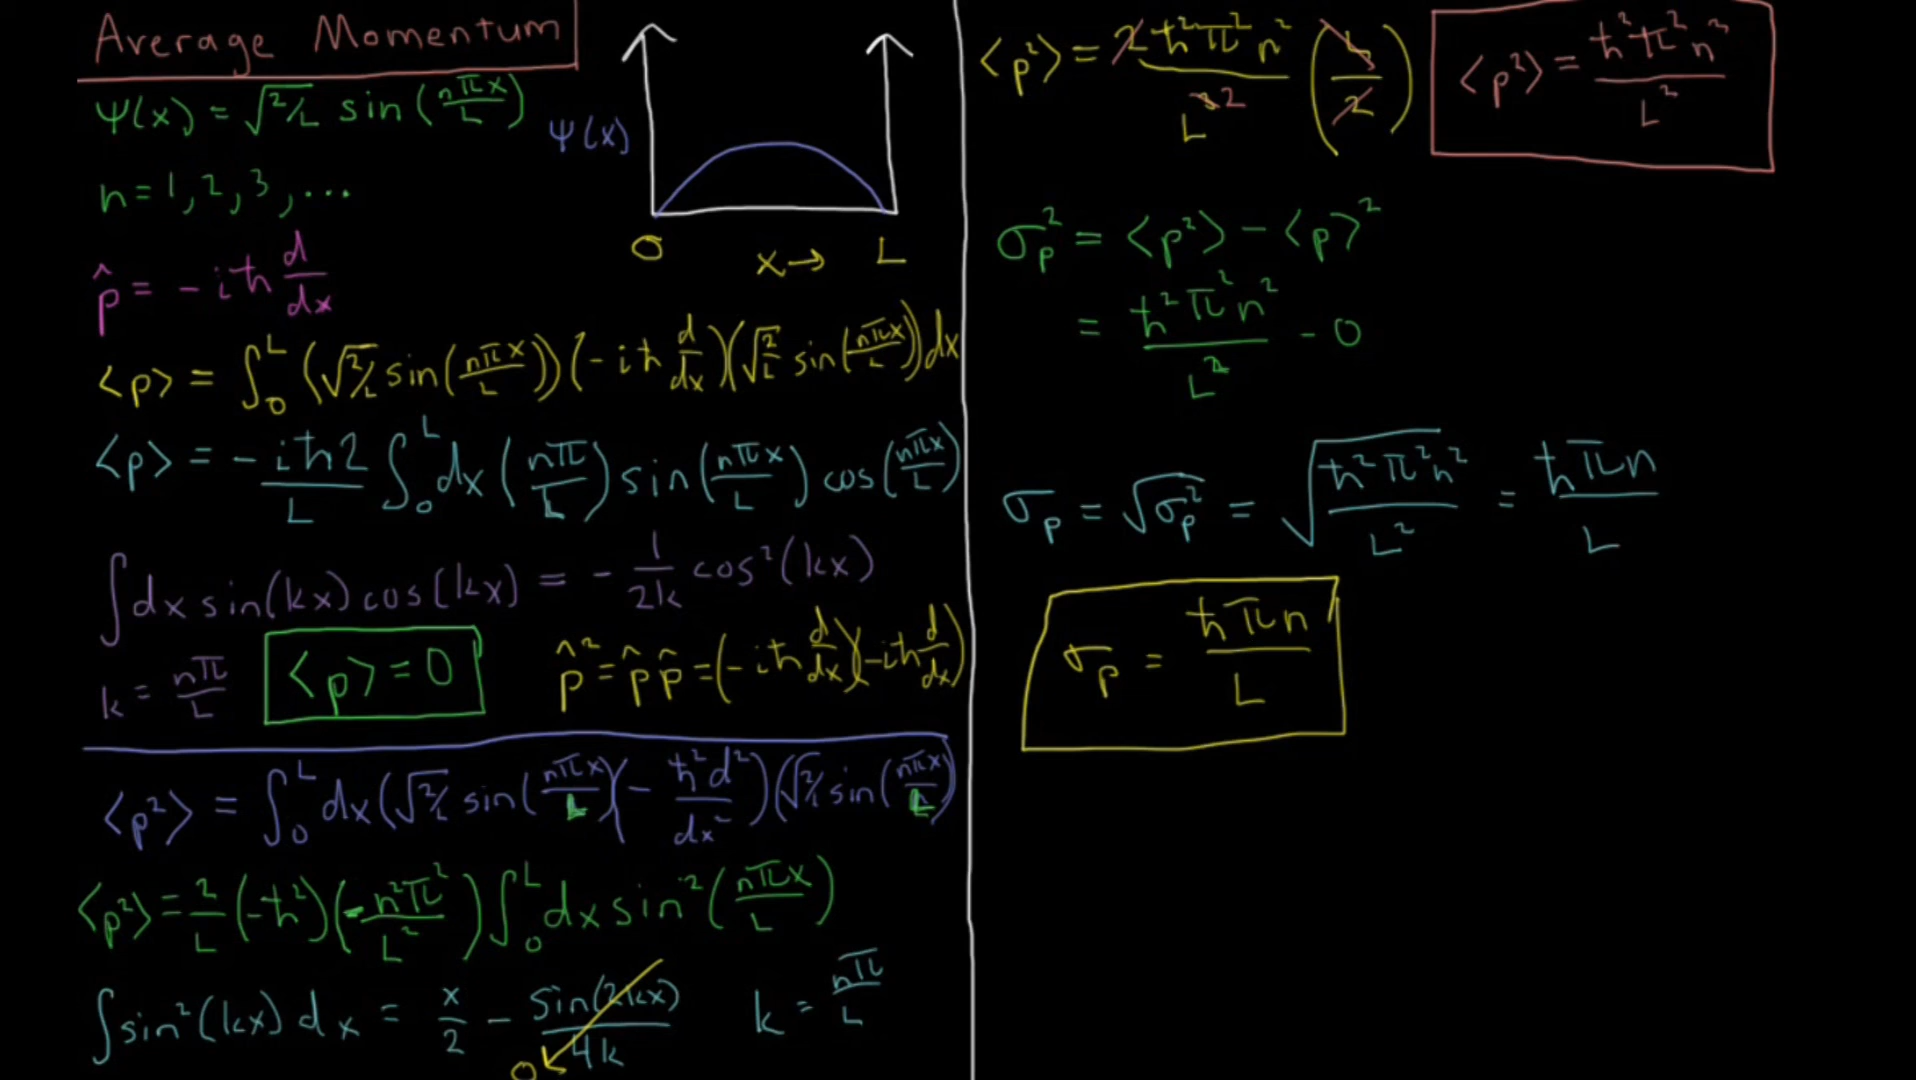 Average Momentum
Ψ(x) = √2/L sin(nπx/L)
n = 1, 2, 3, ...
p̂ = -iħ d/dx
Ψ(x)
0 x→ L
<p> = ∫₀ᴸ (√2/L sin(nπx/L))(-iħ d/dx)(√2/L sin(nπx/L))dx
<p> = -iħ2/L ∫₀ᴸ dx (nπ/L) sin(nπx/L) cos(nπx/L)
∫dx sin(kx) cos(kx) = -1/2k cos²(kx)
k = nπ/L
<p> = 0
p̂² = p̂ p̂ = (-iħ d/dx)(-iħ d/dx)
<p²> = ∫₀ᴸ dx (√2/L sin(nπx/L)(-ħ²d²/dx²)(√2/L sin(nπx/L)
<p²> = 2/L (-ħ²)(-n²π²/L²) ∫₀ᴸ dx sin²(nπx/L)
∫sin²(kx) dx = x/2 - sin(2kx)/4k
0
k = nπ/L
<p²> = 2ħ²π²n²/L³ 2 (L/2)
<p²> = ħ²π²n²/L²
σp² = <p²> - <p>²
= ħ²π²n²/L² - 0
σp = √σp² = √ħ²π²n²/L² = ħπn/L
σp = ħπn/L